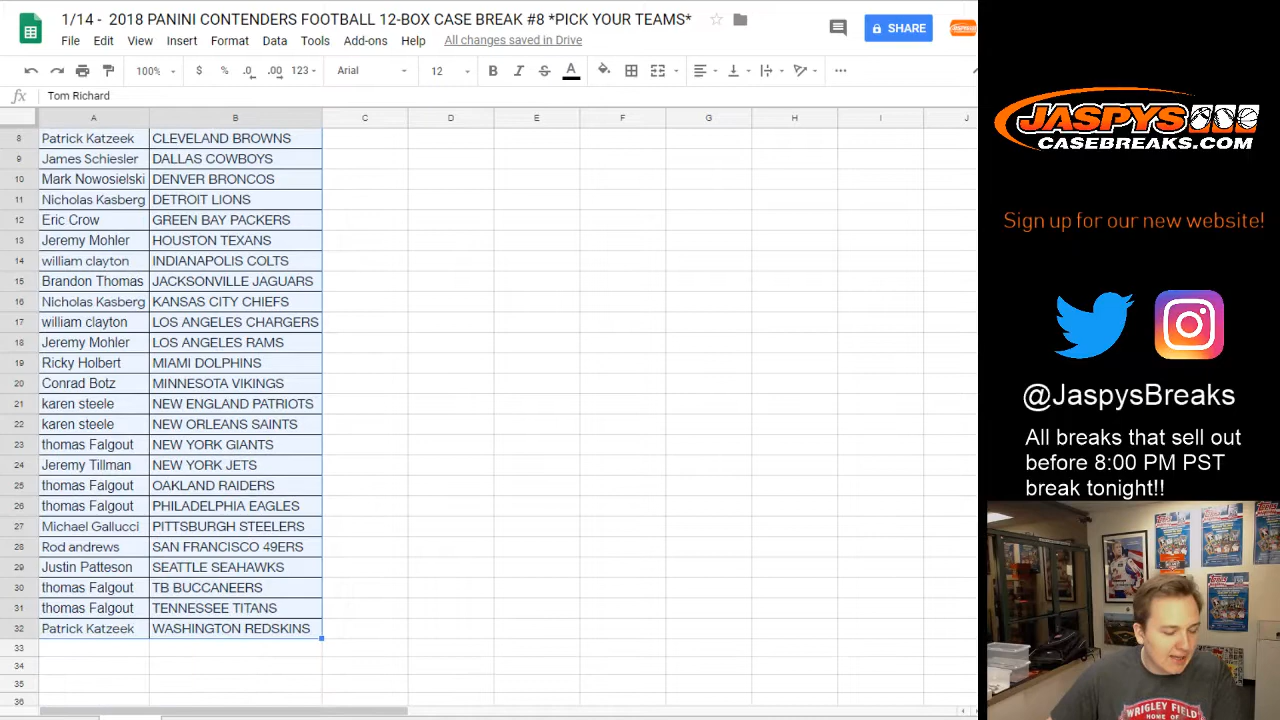 1/14 - 2018 PANINI CONTENDERS FOOTBALL 12-BOX CASE BREAK #8 *PICK YOUR TEAMS*
File Edit View Insert Format Data Tools Add-ons Help All changes saved in Drive
SHARE
100% $ % .0 .00 123 Arial 12 B I S A
fx Tom Richard
A B C D E F G H I J
8 Patrick Katzeek CLEVELAND BROWNS
9 James Schiesler DALLAS COWBOYS
10 Mark Nowosielski DENVER BRONCOS
11 Nicholas Kasberg DETROIT LIONS
12 Eric Crow GREEN BAY PACKERS
13 Jeremy Mohler HOUSTON TEXANS
14 william clayton INDIANAPOLIS COLTS
15 Brandon Thomas JACKSONVILLE JAGUARS
16 Nicholas Kasberg KANSAS CITY CHIEFS
17 william clayton LOS ANGELES CHARGERS
18 Jeremy Mohler LOS ANGELES RAMS
19 Ricky Holbert MIAMI DOLPHINS
20 Conrad Botz MINNESOTA VIKINGS
21 karen steele NEW ENGLAND PATRIOTS
22 karen steele NEW ORLEANS SAINTS
23 thomas Falgout NEW YORK GIANTS
24 Jeremy Tillman NEW YORK JETS
25 thomas Falgout OAKLAND RAIDERS
26 thomas Falgout PHILADELPHIA EAGLES
27 Michael Gallucci PITTSBURGH STEELERS
28 Rod andrews SAN FRANCISCO 49ERS
29 Justin Patteson SEATTLE SEAHAWKS
30 thomas Falgout TB BUCCANEERS
31 thomas Falgout TENNESSEE TITANS
32 Patrick Katzeek WASHINGTON REDSKINS
33
34
35
36
JASPYS
CASEBREAKS.COM
Sign up for our new website!
@JaspysBreaks
All breaks that sell out
before 8:00 PM PST
break tonight!!
Topps
Topps
Topps
WRIGLEY FIELD
HOME OF